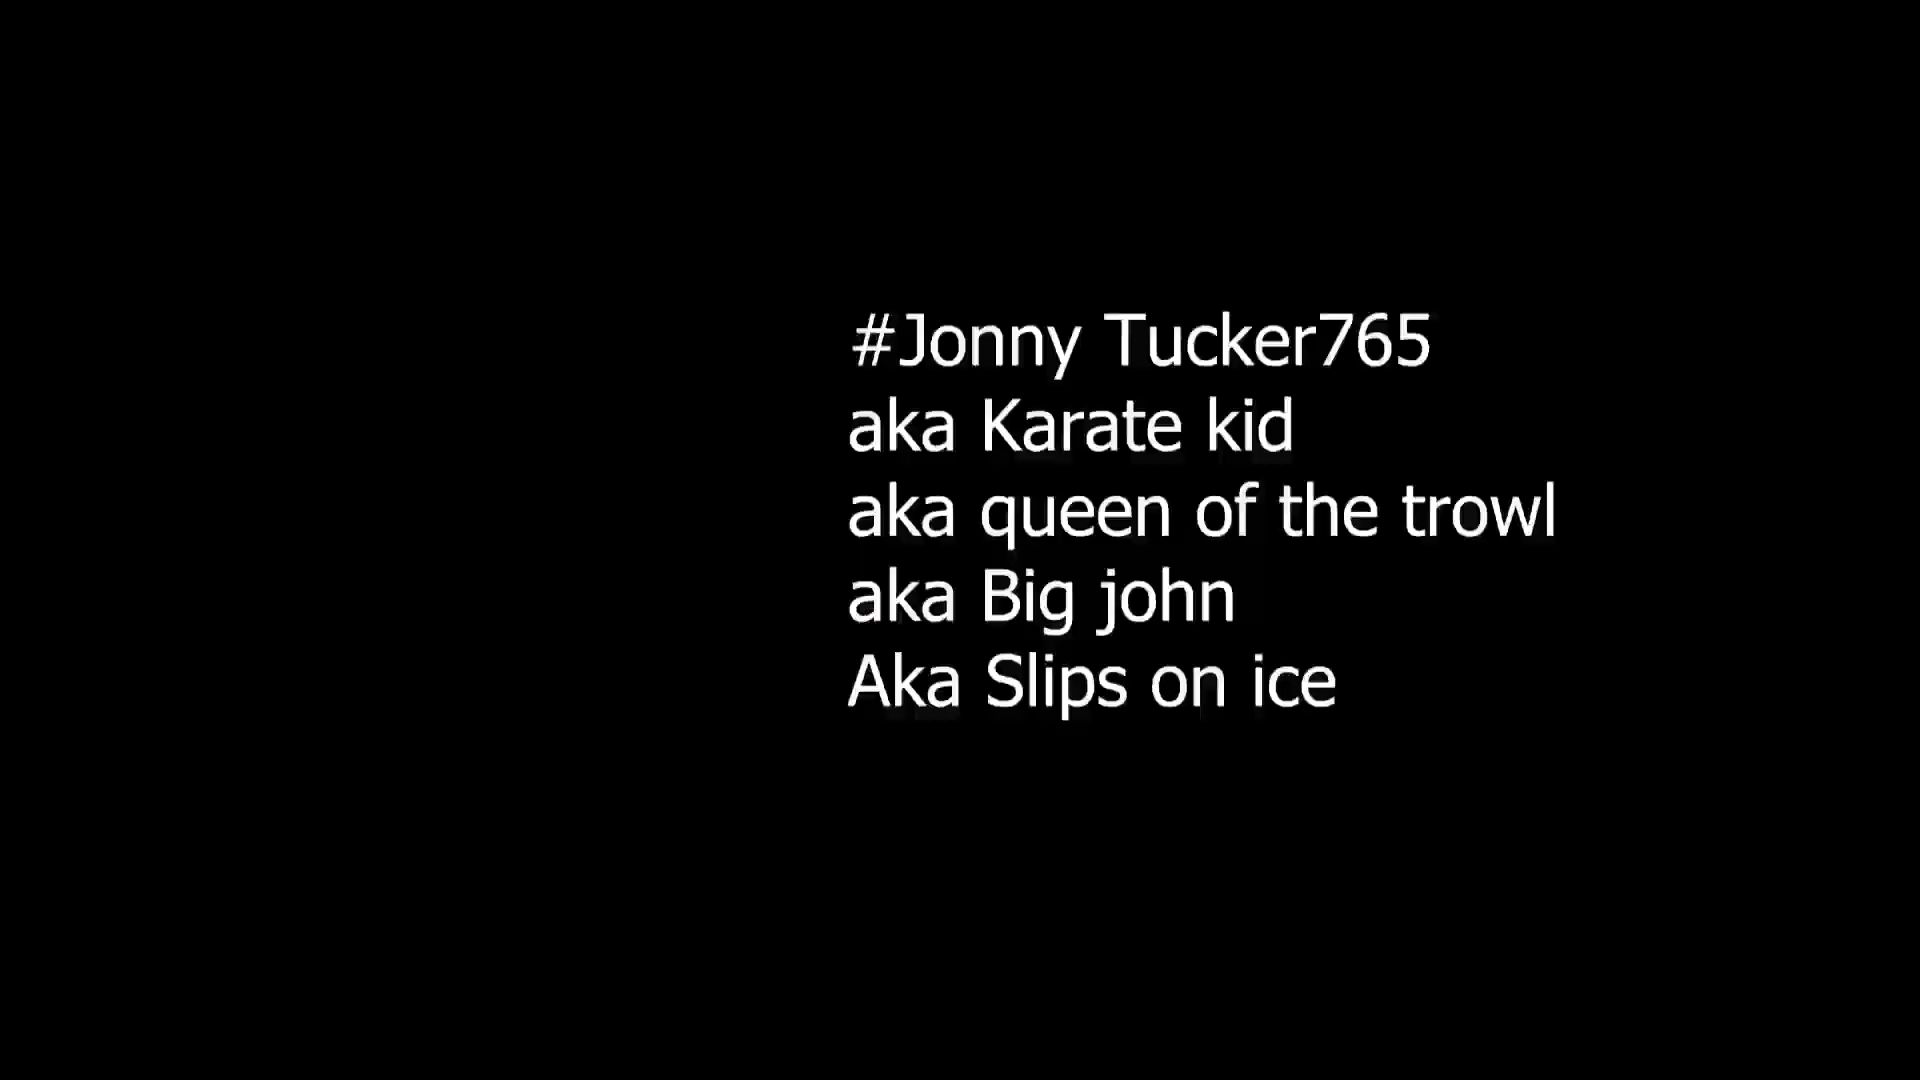 #Jonny Tucker765
aka Karate kid
aka queen of the trowl
aka Big john
Aka Slips on ice